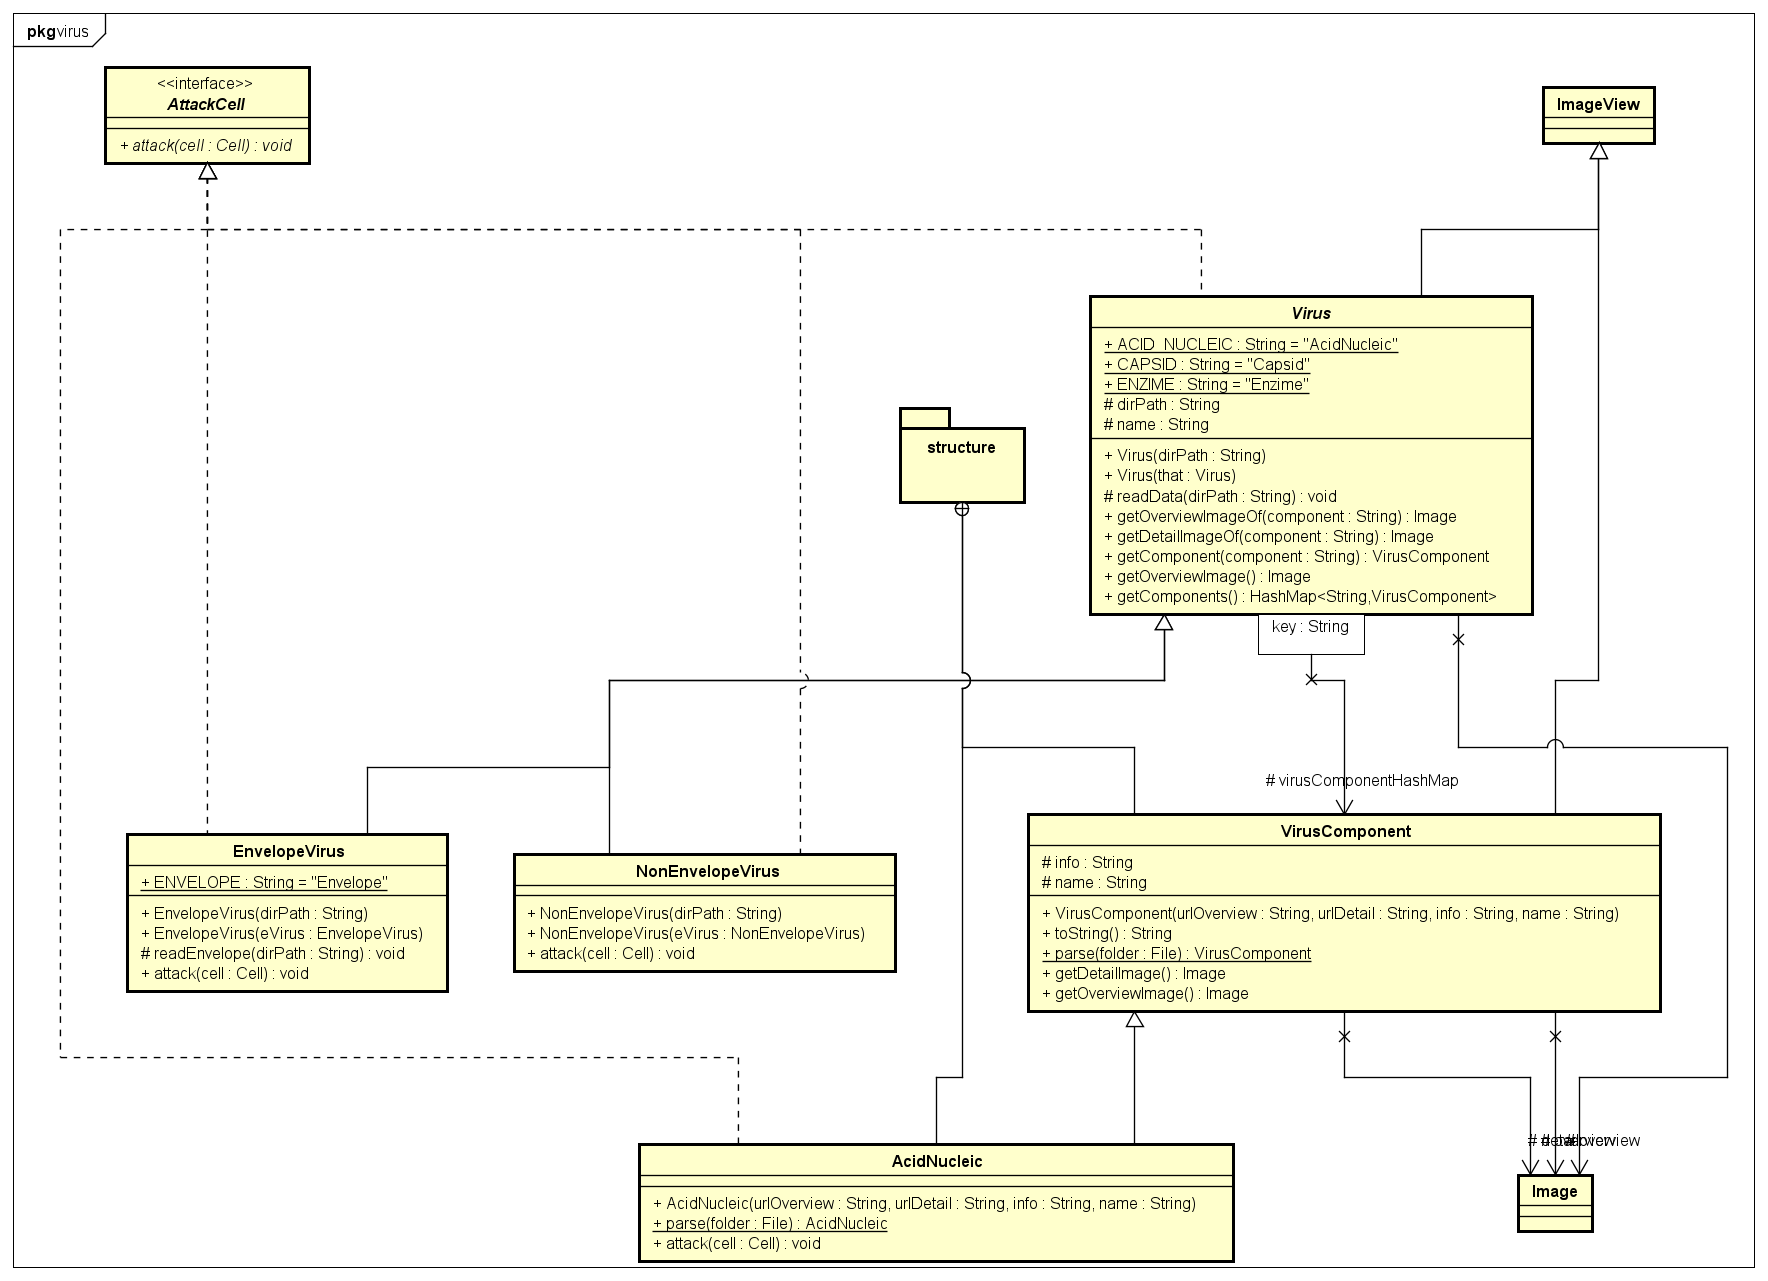 pkg virus
<<interface>>
AttackCell
+ attack(cell : Cell) : void
ImageView
Virus
+ ACID_NUCLEIC : String = "AcidNucleic"
+ CAPSID : String = "Capsid"
+ ENZIME : String = "Enzime"
# dirPath : String
# name : String
+ Virus(dirPath : String)
+ Virus(that : Virus)
# readData(dirPath : String) : void
+ getOverviewImageOf(component : String) : Image
+ getDetailImageOf(component : String) : Image
+ getComponent(component : String) : VirusComponent
+ getOverviewImage() : Image
+ getComponents() : HashMap<String,VirusComponent>
key : String
structure
# virusComponentHashMap
EnvelopeVirus
+ ENVELOPE : String = "Envelope"
+ EnvelopeVirus(dirPath : String)
+ EnvelopeVirus(eVirus : EnvelopeVirus)
# readEnvelope(dirPath : String) : void
+ attack(cell : Cell) : void
NonEnvelopeVirus
+ NonEnvelopeVirus(dirPath : String)
+ NonEnvelopeVirus(eVirus : NonEnvelopeVirus)
+ attack(cell : Cell) : void
VirusComponent
# info : String
# name : String
+ VirusComponent(urlOverview : String, urlDetail : String, info : String, name : String)
+ toString() : String
+ parse(folder : File) : VirusComponent
+ getDetailImage() : Image
+ getOverviewImage() : Image
AcidNucleic
+ AcidNucleic(urlOverview : String, urlDetail : String, info : String, name : String)
+ parse(folder : File) : AcidNucleic
+ attack(cell : Cell) : void
Image